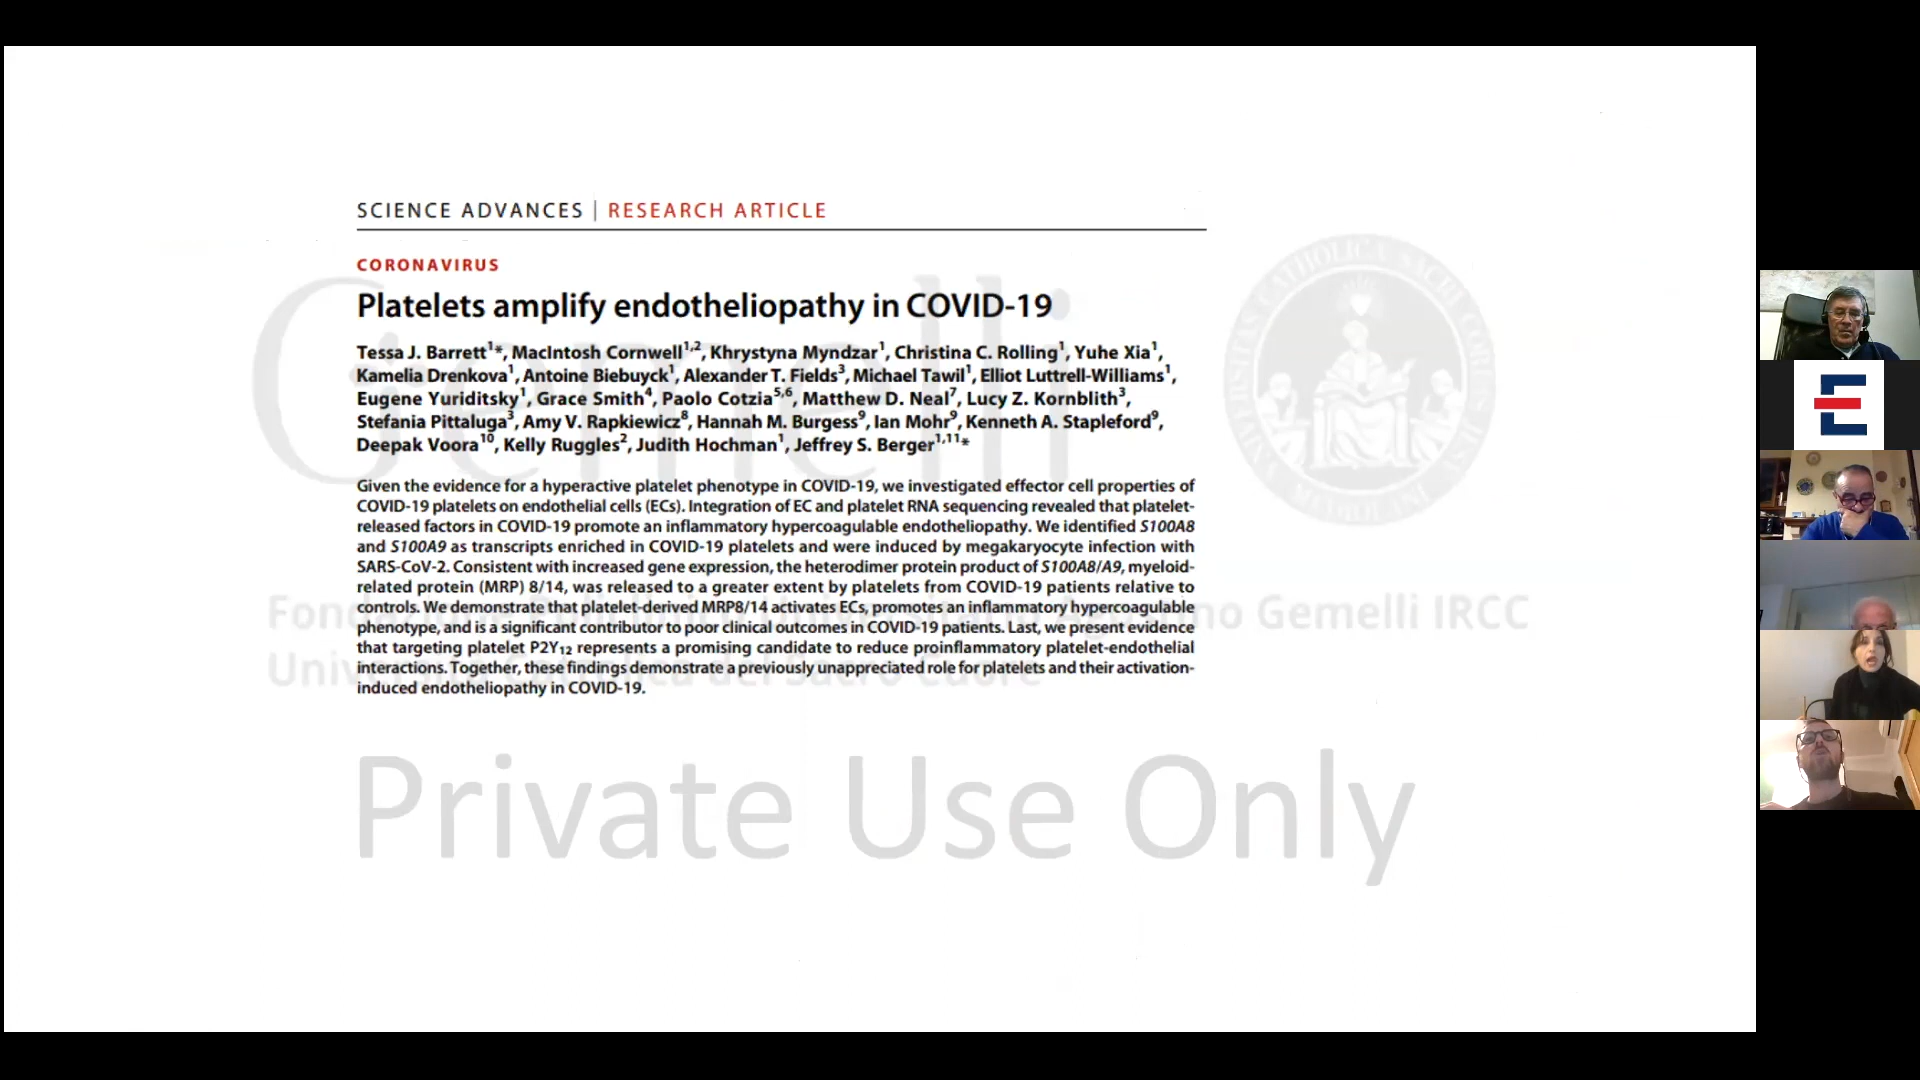 SCIENCE ADVANCES | RESEARCH ARTICLE
CORONAVIRUS
Platelets amplify endotheliopathy in COVID-19
Tessa J. Barrett1*, MacIntosh Cornwell1,2, Khrystyna Myndzar1, Christina C. Rolling1, Yuhe Xia1,
Kamelia Drenkova1, Antoine Biebuyck1, Alexander T. Fields3, Michael Tawil1, Elliot Luttrell-Williams1,
Eugene Yuriditsky1, Grace Smith4, Paolo Cotzia5,6, Matthew D. Neal7, Lucy Z. Kornblith3,
Stefania Pittaluga3, Amy V. Rapkiewicz8, Hannah M. Burgess9, Ian Mohr9, Kenneth A. Stapleford9,
Deepak Voora10, Kelly Ruggles2, Judith Hochman1, Jeffrey S. Berger1,11*
Given the evidence for a hyperactive platelet phenotype in COVID-19, we investigated effector cell properties of
COVID-19 platelets on endothelial cells (ECs). Integration of EC and platelet RNA sequencing revealed that platelet-
released factors in COVID-19 promote an inflammatory hypercoagulable endotheliopathy. We identified S100A8
and S100A9 as transcripts enriched in COVID-19 platelets and were induced by megakaryocyte infection with
SARS-CoV-2. Consistent with increased gene expression, the heterodimer protein product of S100A8/A9, myeloid-
related protein (MRP) 8/14, was released to a greater extent by platelets from COVID-19 patients relative to
controls. We demonstrate that platelet-derived MRP8/14 activates ECs, promotes an inflammatory hypercoagulable
phenotype, and is a significant contributor to poor clinical outcomes in COVID-19 patients. Last, we present evidence
that targeting platelet P2Y12 represents a promising candidate to reduce proinflammatory platelet-endothelial
interactions. Together, these findings demonstrate a previously unappreciated role for platelets and their activation-
induced endotheliopathy in COVID-19.
Gemelli
Fondazione Policlinico Universitario Agostino Gemelli IRCC
Università Cattolica del Sacro Cuore
Private Use Only
E